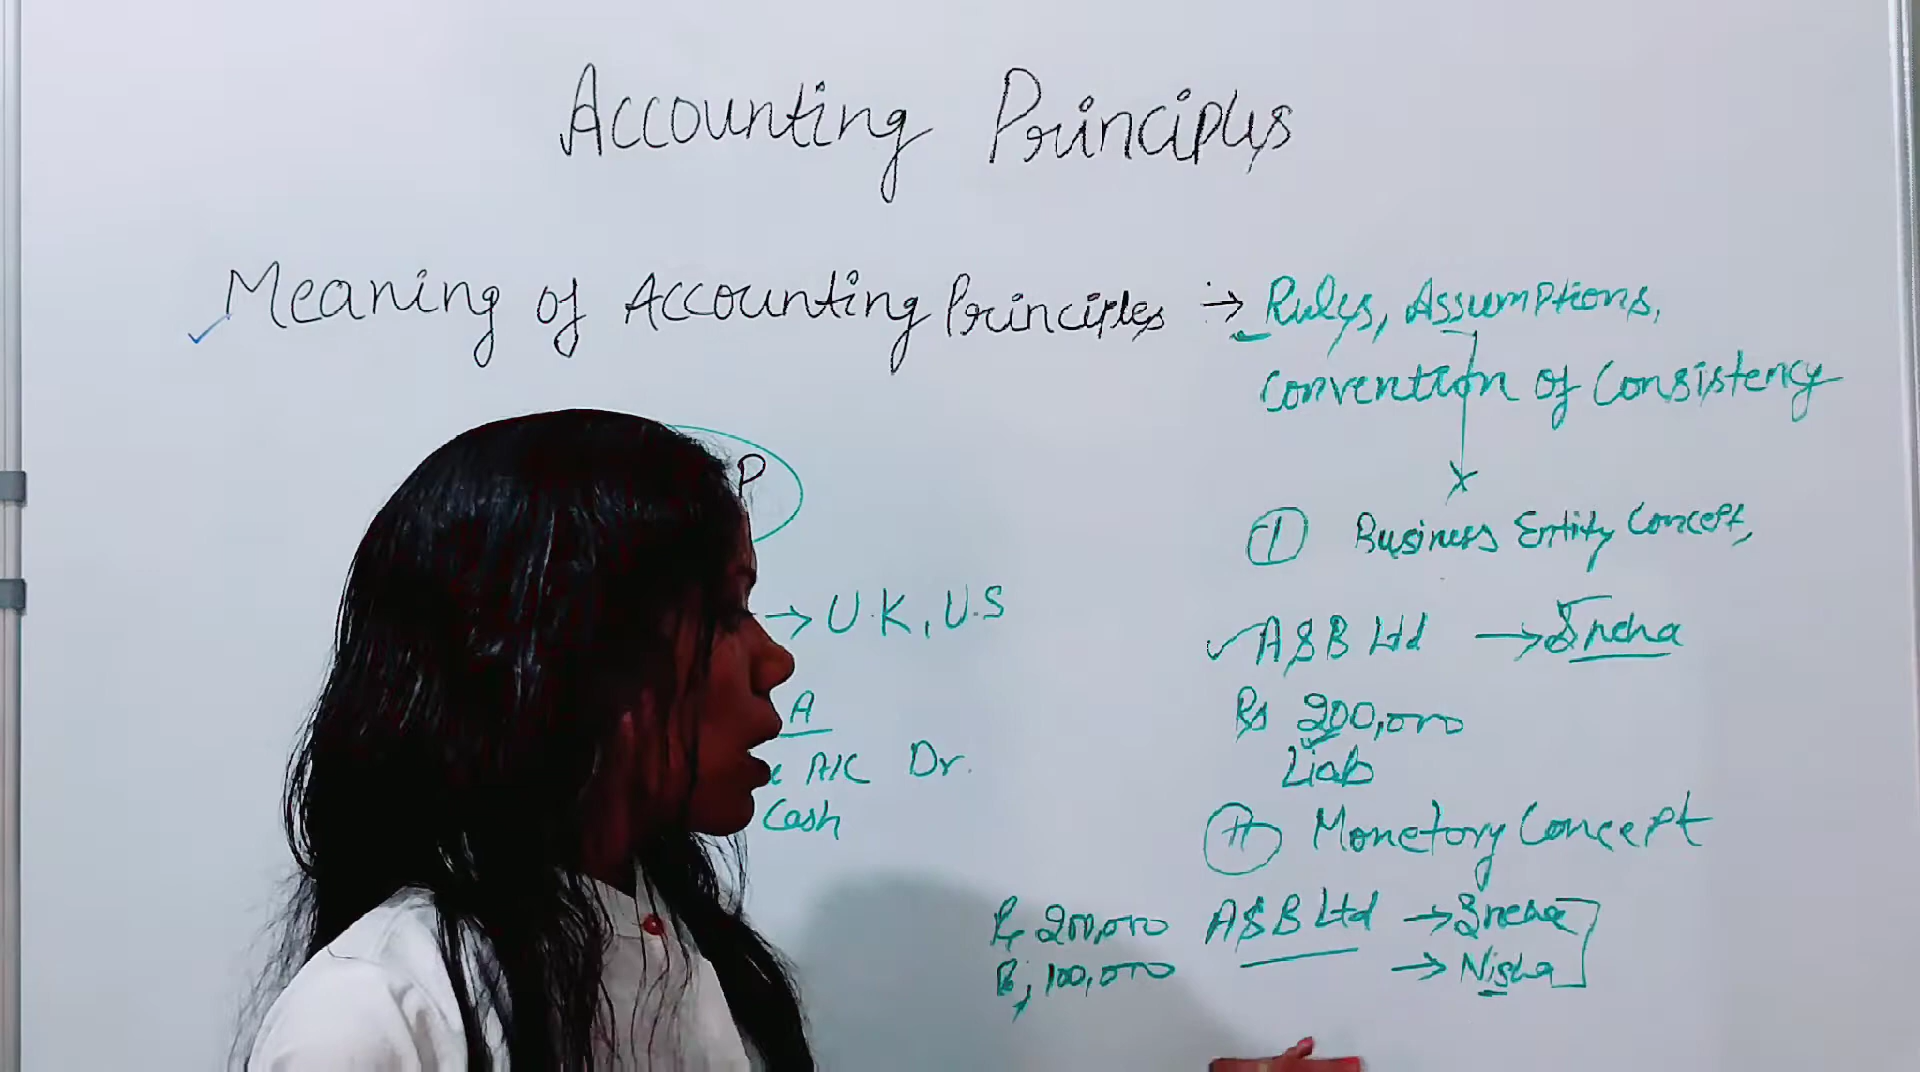 Accounting Principles
Meaning of Accounting Principles → Rules, Assumptions,
Convention of Consistency
P
① Business Entity Concept,
→ U.K, U.S
A & B Ltd → Sneha
A
Rs 200,000
A/C Dr.
Liab
Cash
Monetory Concept
Rs 200,000 A & B Ltd → Sneha
Rs, 100,000 → Nisha